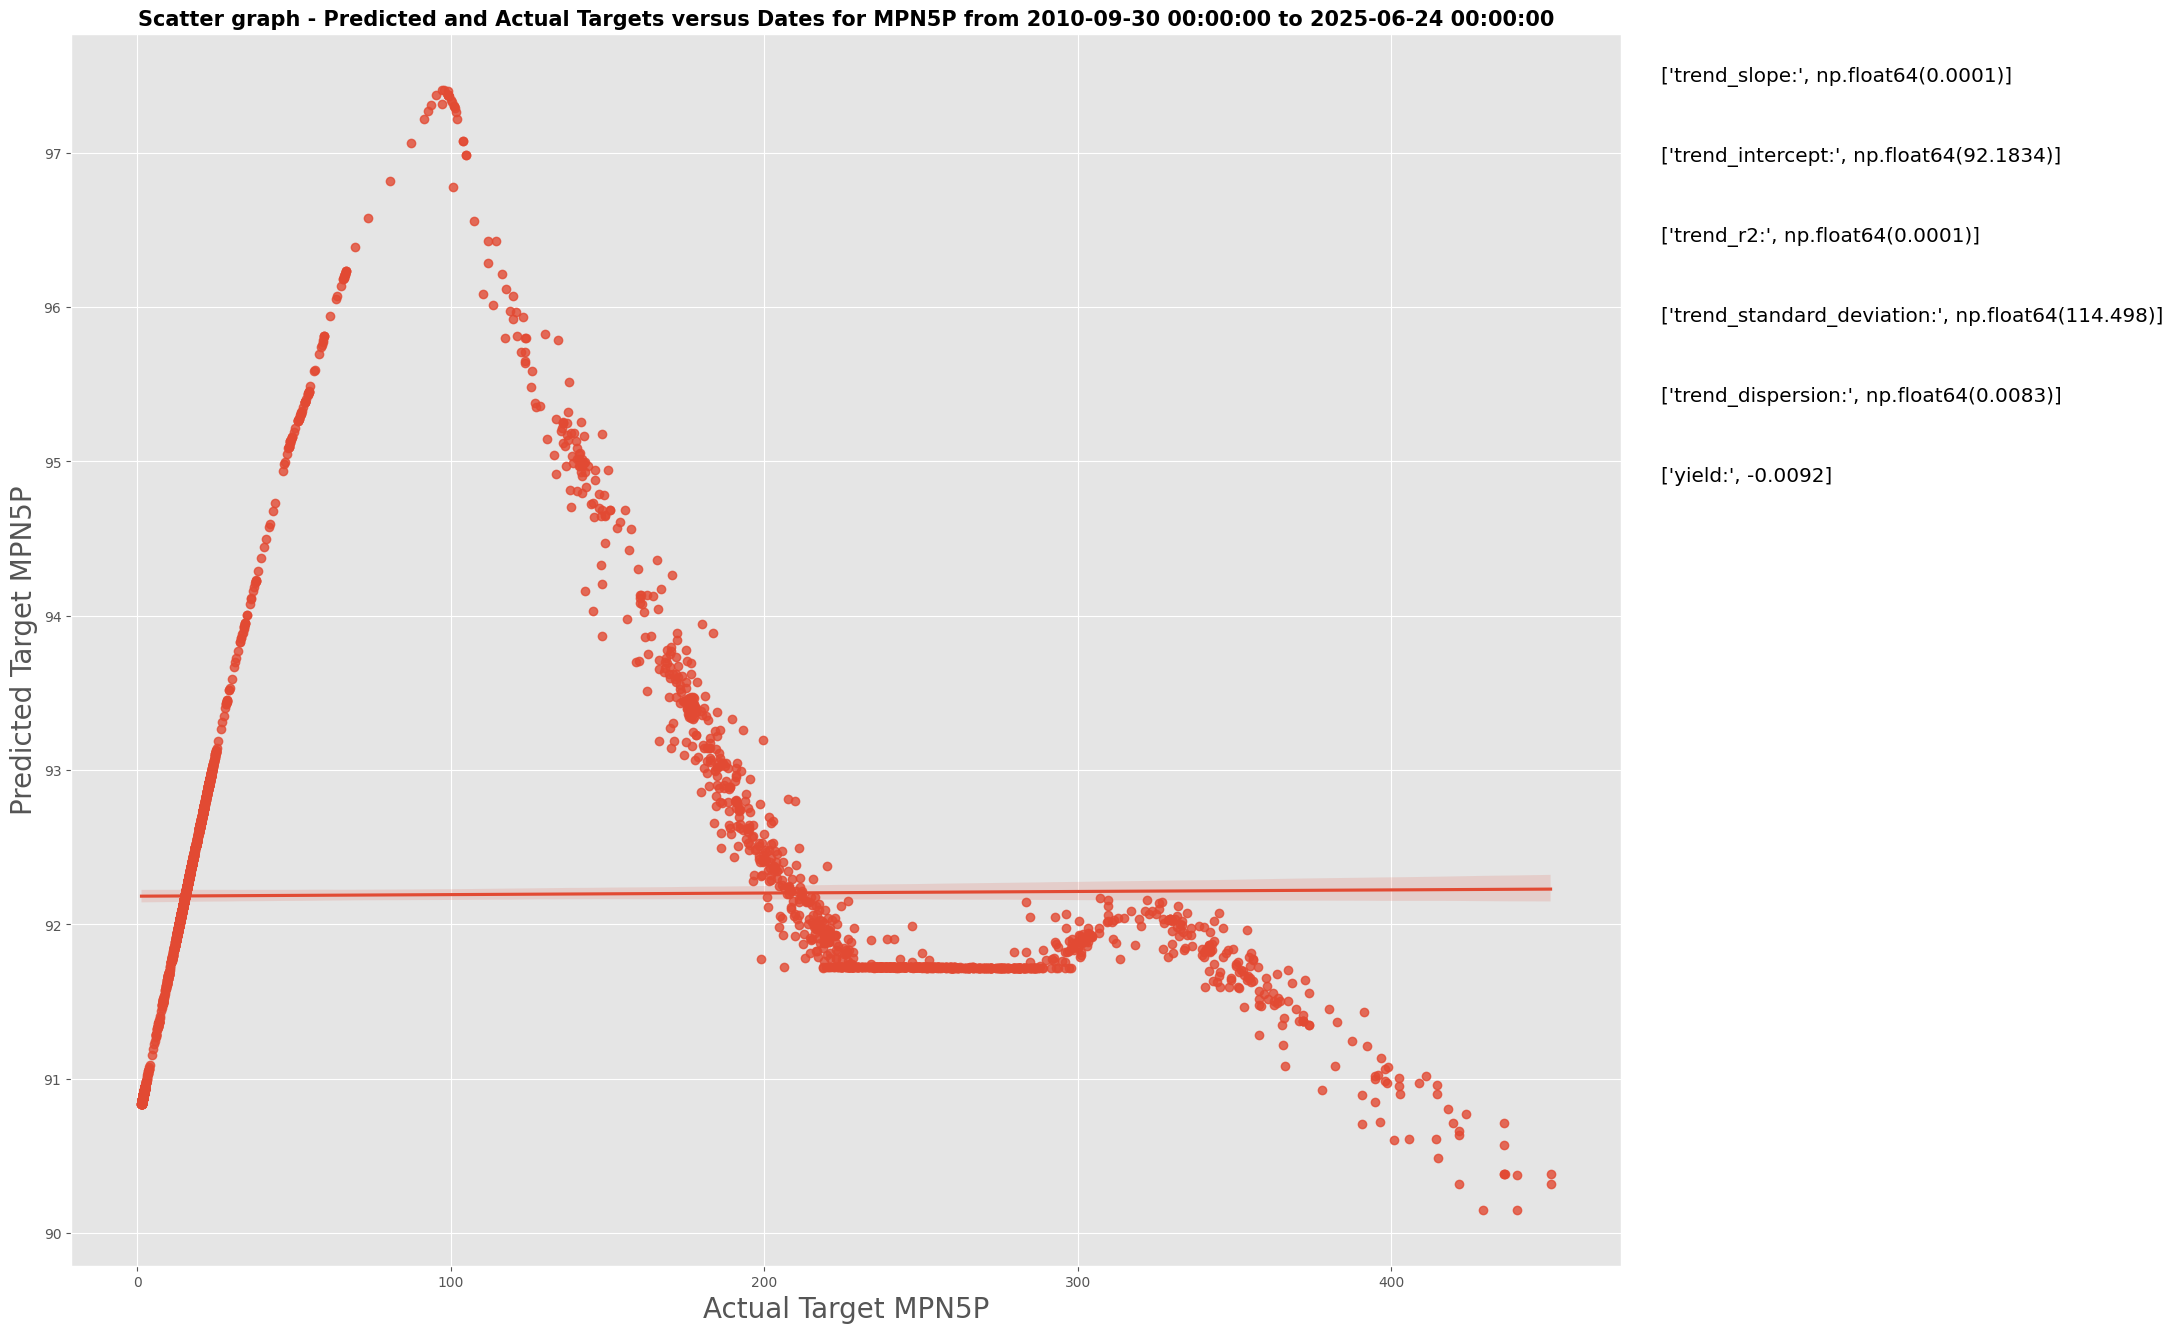 Scatter graph - Predicted and Actual Targets versus Dates for MPN5P from 2010-09-30 00:00:00 to 2025-06-24 00:00:00
['trend_slope:', np.float64(0.0001)]
['trend_intercept:', np.float64(92.1834)]
['trend_r2:', np.float64(0.0001)]
['trend_standard_deviation:', np.float64(114.498)]
['trend_dispersion:', np.float64(0.0083)]
['yield:', -0.0092]
Predicted Target MPN5P
97
96
95
94
93
92
91
90
0
100
200
300
400
Actual Target MPN5P